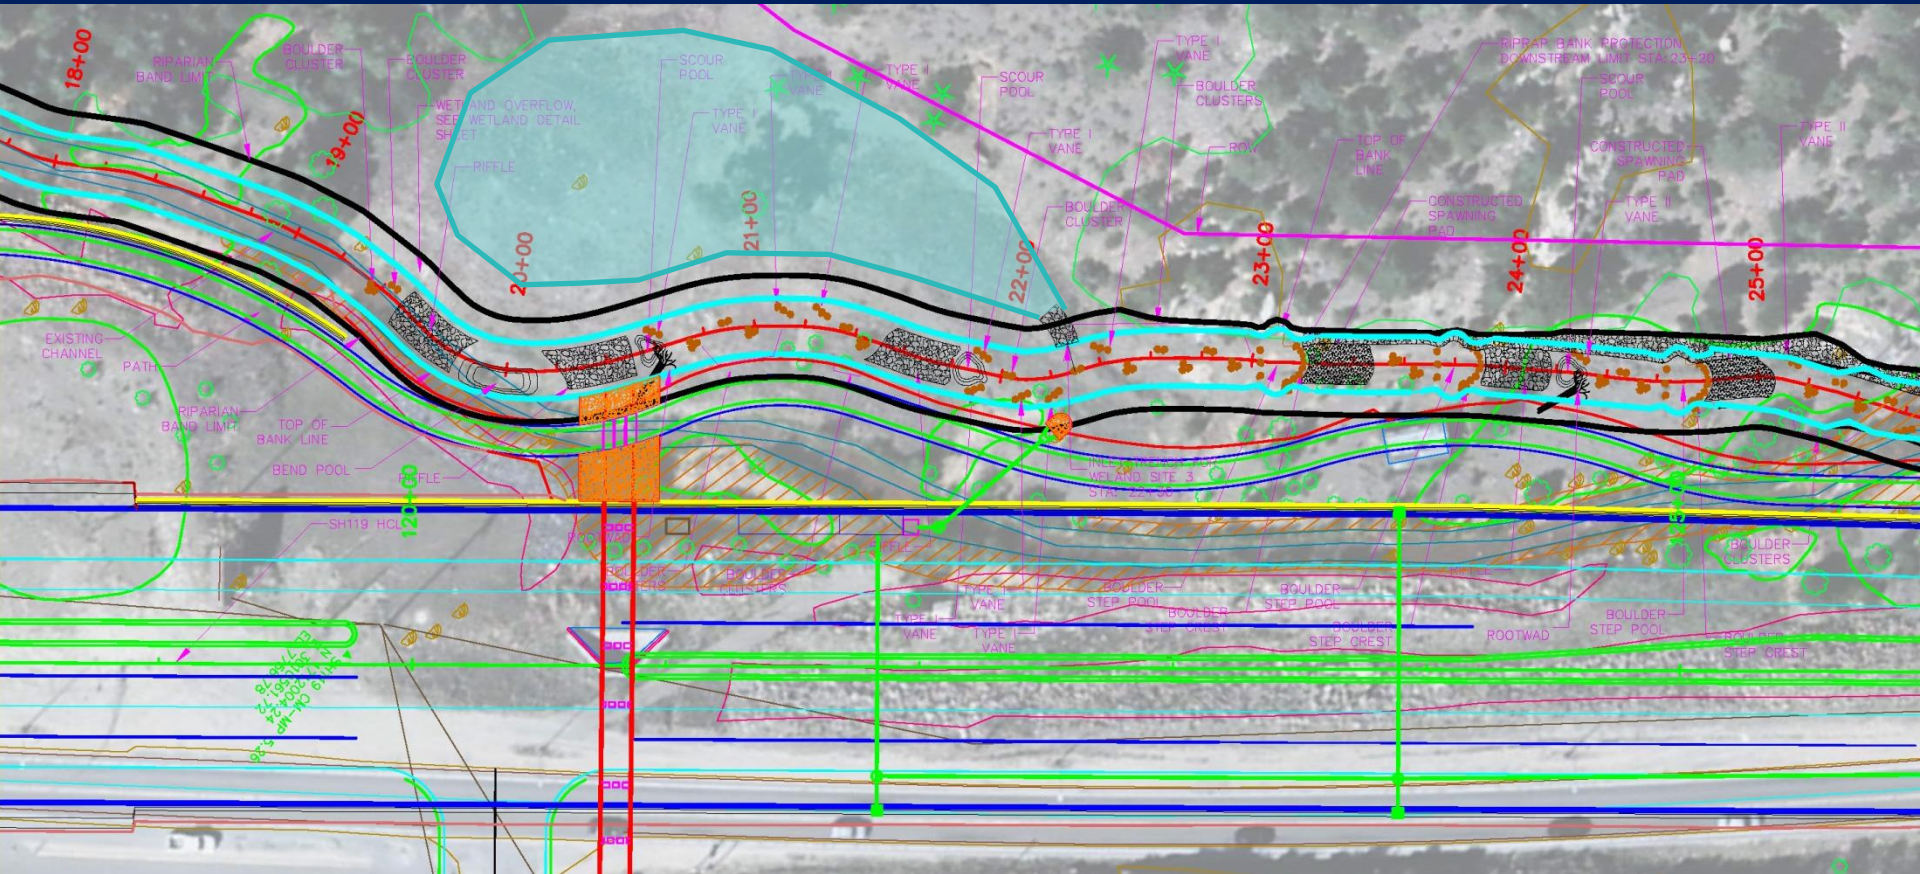 18+00
RIPARIAN
BAND LIMIT
BOULDER
CLUSTER
BOULDER
CLUSTER
19+00
WETLAND OVERFLOW,
SEE WETLAND DETAIL
SHEET
RIFFLE
SCOUR
POOL
TYPE I
VANE
VANE
TYPE I
VANE
SCOUR
POOL
TYPE I
VANE
BOULDER
CLUSTERS
TYPE I
VANE
ROW
BOULDER
CLUSTER
TOP OF
BANK
LINE
RIPRAP BANK PROTECTION
DOWNSTREAM LIMIT STA:23+20
SCOUR
POOL
CONSTRUCTED
SPAWNING
PAD
TYPE II
VANE
TYPE II
VANE
CONSTRUCTED
SPAWNING
PAD
20+00
21+00
22+00
23+00
24+00
25+00
EXISTING
CHANNEL
PATH
RIPARIAN
BAND LIMIT
TOP OF
BANK LINE
BEND POOL
RIFFLE
120+00
SH119 HCL
ROOTWAD
BOULDER
CLUSTERS
WELAND SITE 3
RIFFLE
TYPE I
VANE
TYPE I
VANE
TYPE I
VANE
BOULDER
STEP POOL
BOULDER
STEP CREST
BOULDER
STEP POOL
BOULDER
STEP CREST
RIFFLE
ROOTWAD
BOULDER
STEP POOL
BOULDER
STEP CREST
BOULDER
CLUSTERS